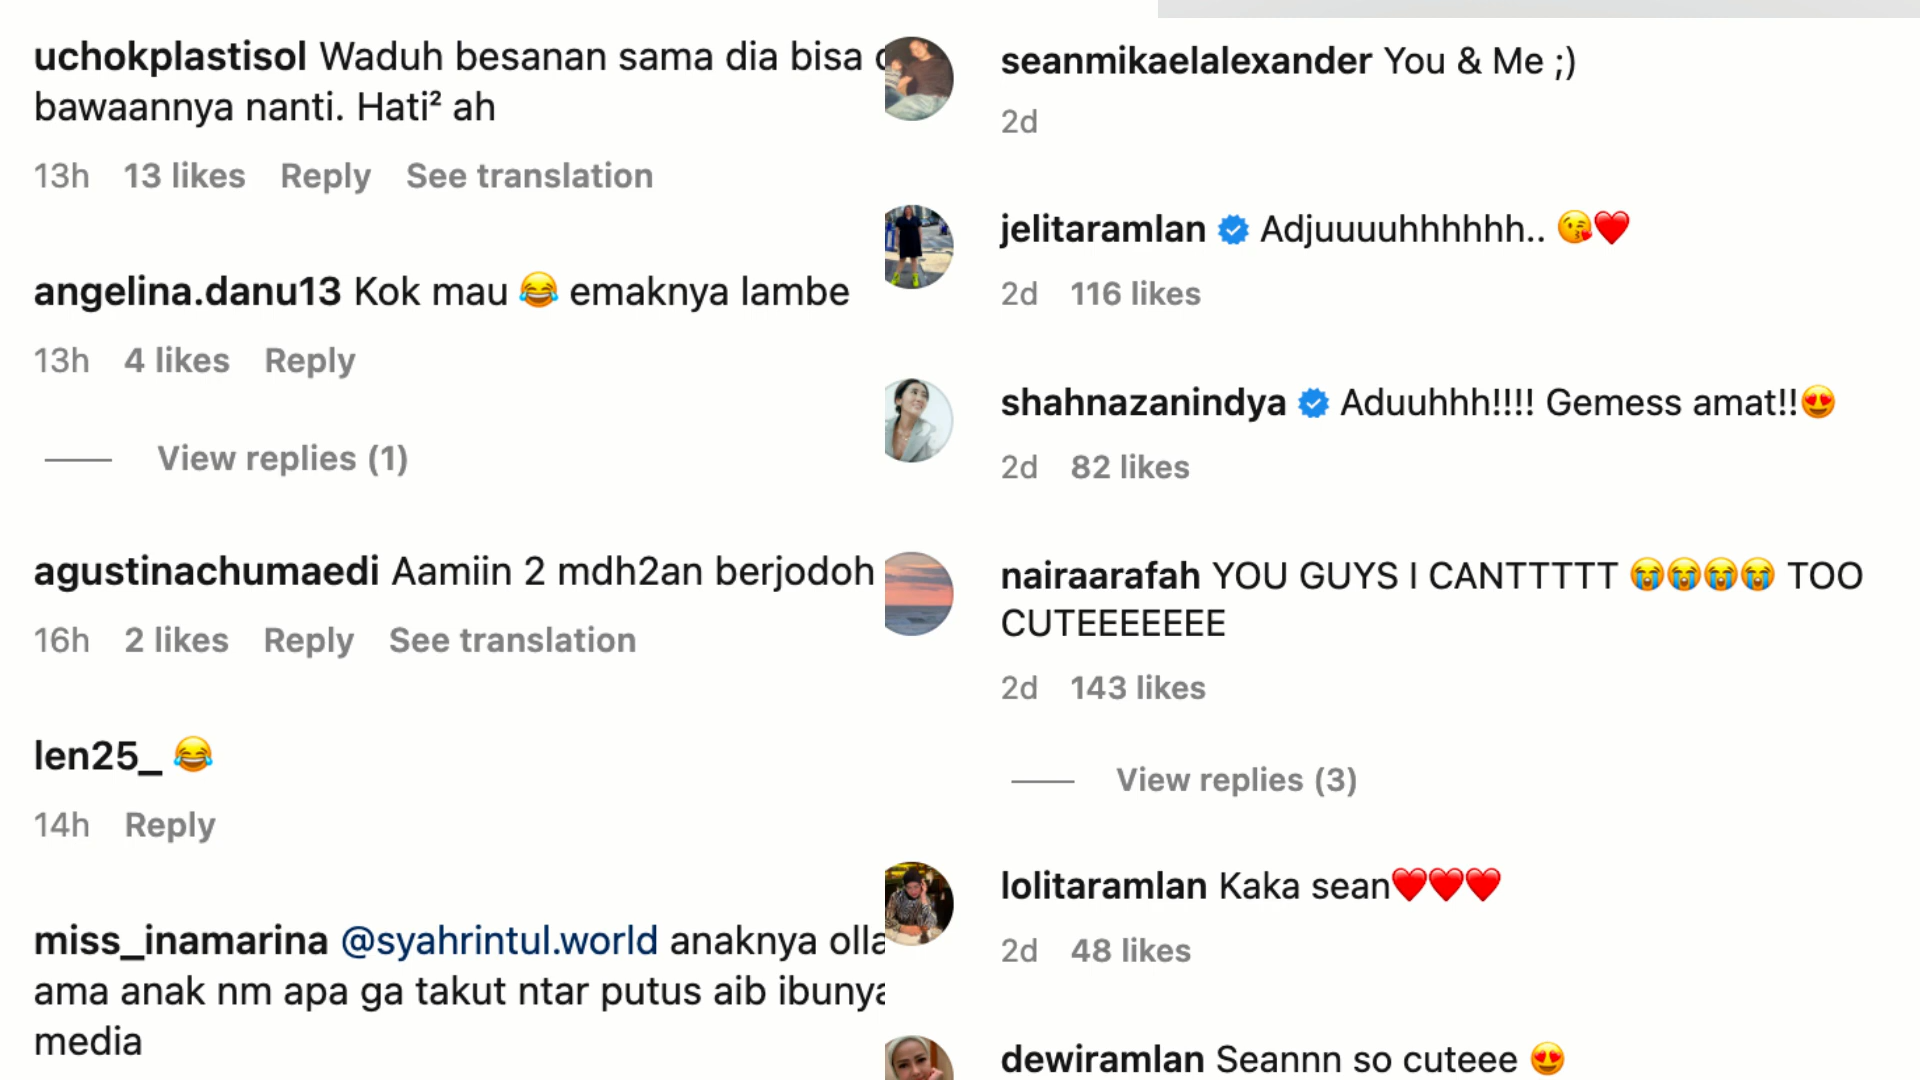 uchokplastisol Waduh besanan sama dia bisa
bawaannya nanti. Hati² ah
13h 13 likes Reply See translation
angelina.danu13 Kok mau 😂 emaknya lambe
13h 4 likes Reply
View replies (1)
agustinachumaedi Aamiin 2 mdh2an berjodoh
16h 2 likes Reply See translation
len25_ 😂
14h Reply
miss_inamarina @syahrintul.world anaknya olla
ama anak nm apa ga takut ntar putus aib ibunya
media
seanmikaelalexander You & Me ;)
2d
jelitaramlan Adjuuuuhhhhhh.. 😘❤️
2d 116 likes
shahnazanindya Aduuhhh!!!! Gemess amat!!😍
2d 82 likes
nairaarafah YOU GUYS I CANTTTTT 😭😭😭😭 TOO
CUTEEEEEEE
2d 143 likes
View replies (3)
lolitaramlan Kaka sean❤️❤️❤️
2d 48 likes
dewiramlan Seannn so cuteee 😍